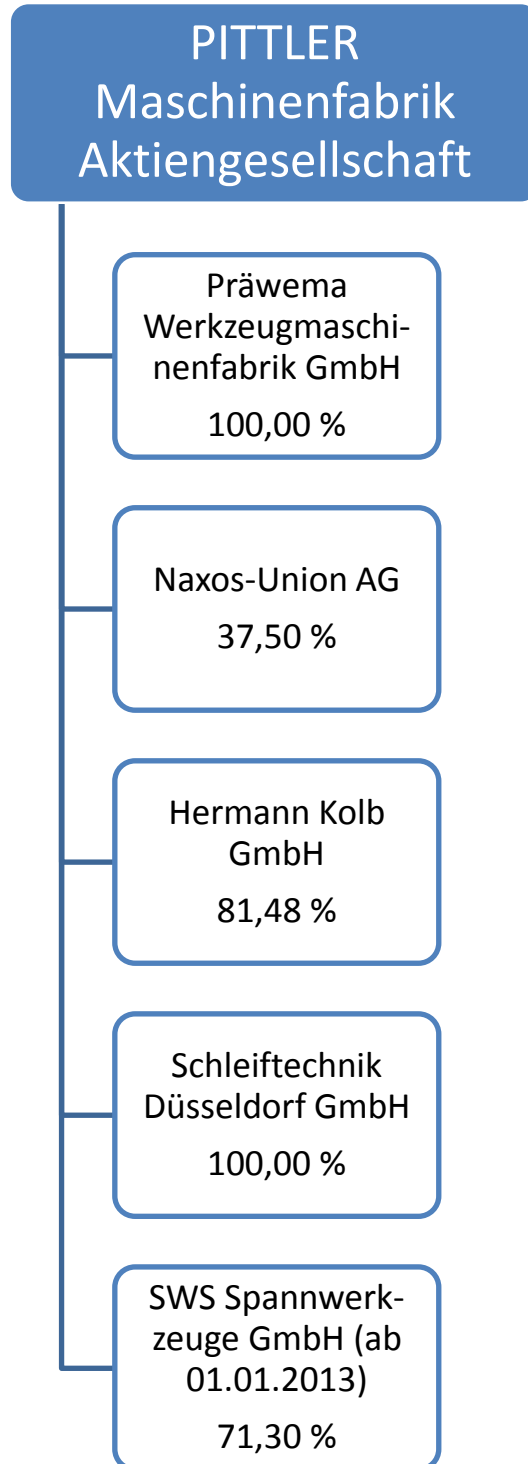 PITTLER
Maschinenfabrik
Aktiengesellschaft
Präwema
Werkzeugmaschi-
nenfabrik GmbH
100,00 %
Naxos-Union AG
37,50 %
Hermann Kolb
GmbH
81,48 %
Schleiftechnik
Düsseldorf GmbH
100,00 %
SWS Spannwerk-
zeuge GmbH (ab
01.01.2013)
71,30 %